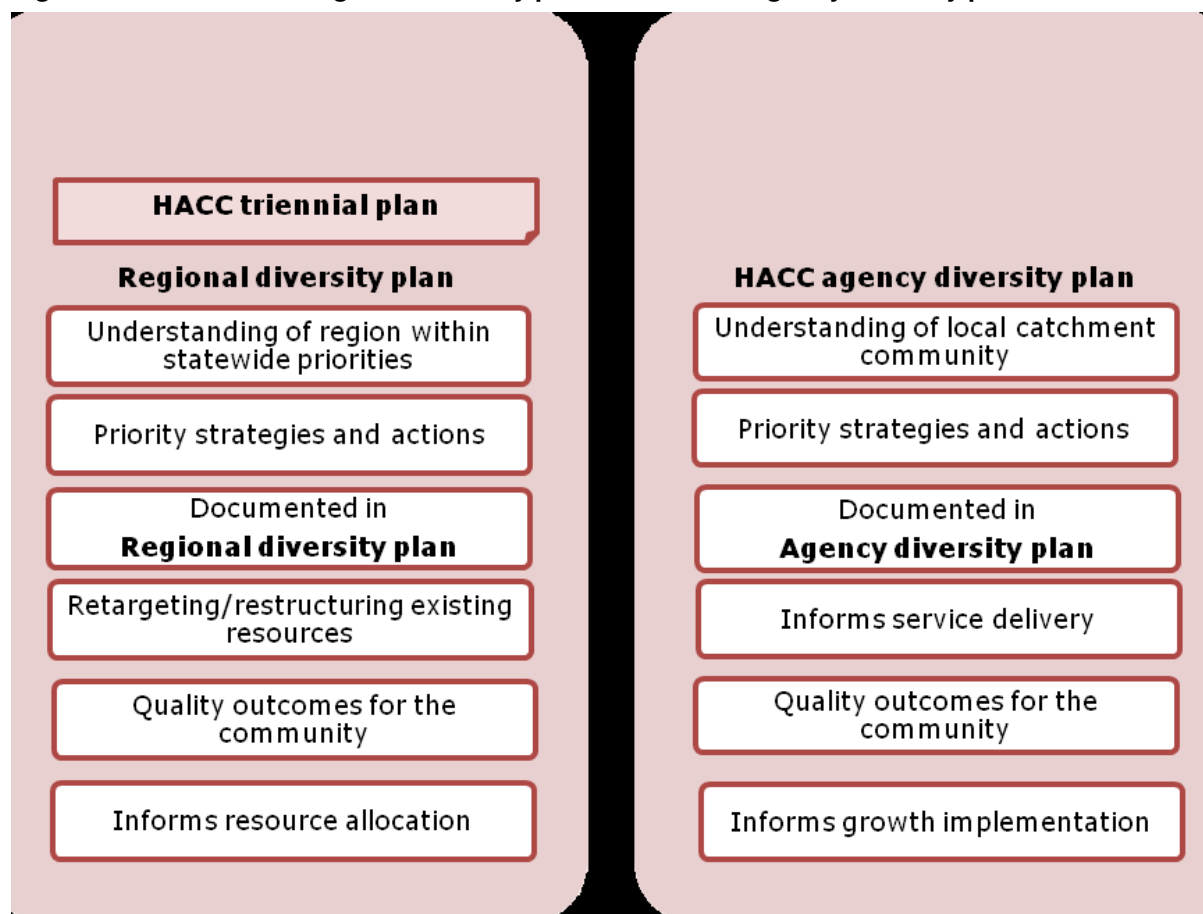 HACC triennial plan
Regional diversity plan
Understanding of region within
statewide priorities
Priority strategies and actions
Documented in
Regional diversity plan
Retargeting/restructuring existing
resources
Quality outcomes for the
community
Informs resource allocation
HACC agency diversity plan
Understanding of local catchment
community
Priority strategies and actions
Documented in
Agency diversity plan
Informs service delivery
Quality outcomes for the
community
Informs growth implementation